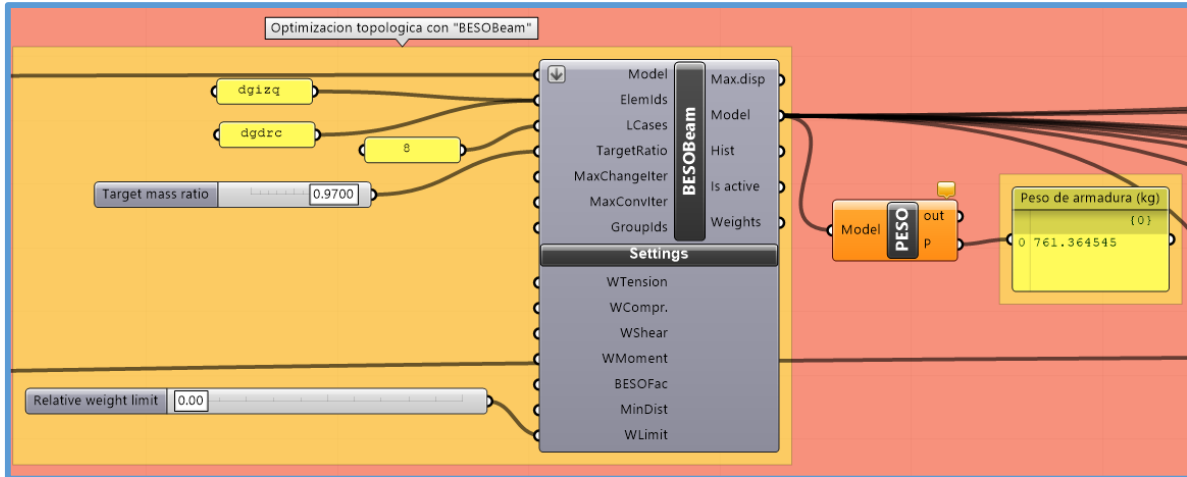 Optimizacion topologica con "BESOBeam"
dgizq
dgdrc
8
Target mass ratio 0.9700
Relative weight limit 0.00
Model
ElemIds
LCases
TargetRatio
MaxChangeIter
MaxConvIter
GroupIds
BESOBeam
Max.disp
Model
Hist
Is active
Weights
Settings
WTension
WCompr.
WShear
WMoment
BESOFac
MinDist
WLimit
Model
PESO
out
P
Peso de armadura (kg)
{0}
0 761.364545